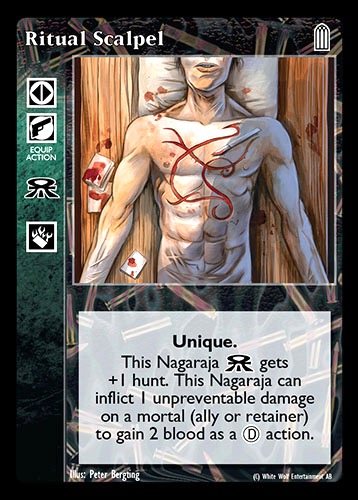 Ritual Scalpel
EQUIP
ACTION
Unique.
This Nagaraja gets
+1 hunt. This Nagaraja can
inflict 1 unpreventable damage
on a mortal (ally or retainer)
to gain 2 blood as a Ⓓ action.
Illus: Peter Bergting
(C) White Wolf Entertainment AB